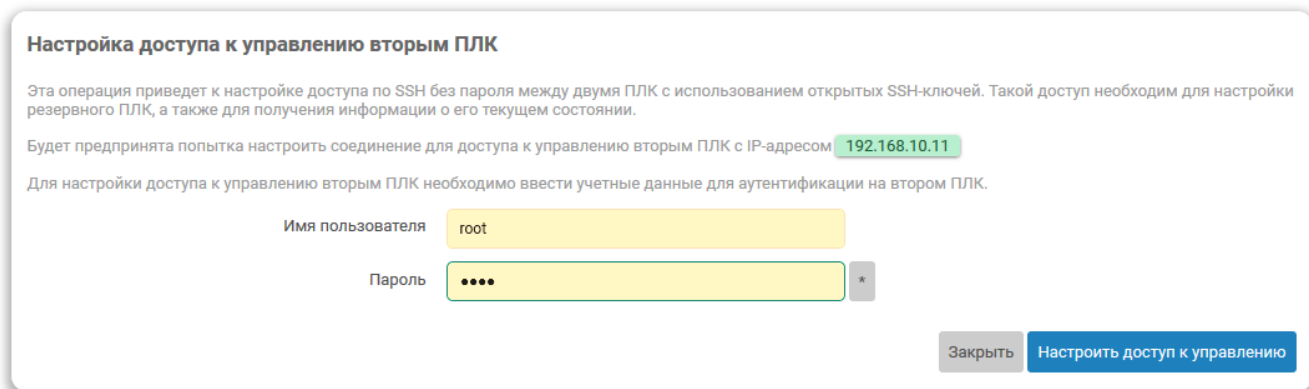 Настройка доступа к управлению вторым ПЛК
Эта операция приведет к настройке доступа по SSH без пароля между двумя ПЛК с использованием открытых SSH-ключей. Такой доступ необходим для настройки
резервного ПЛК, а также для получения информации о его текущем состоянии.
Будет предпринята попытка настроить соединение для доступа к управлению вторым ПЛК с IP-адресом 192.168.10.11
Для настройки доступа к управлению вторым ПЛК необходимо ввести учетные данные для аутентификации на втором ПЛК.
Имя пользователя root
Пароль •••• *
Закрыть Настроить доступ к управлению